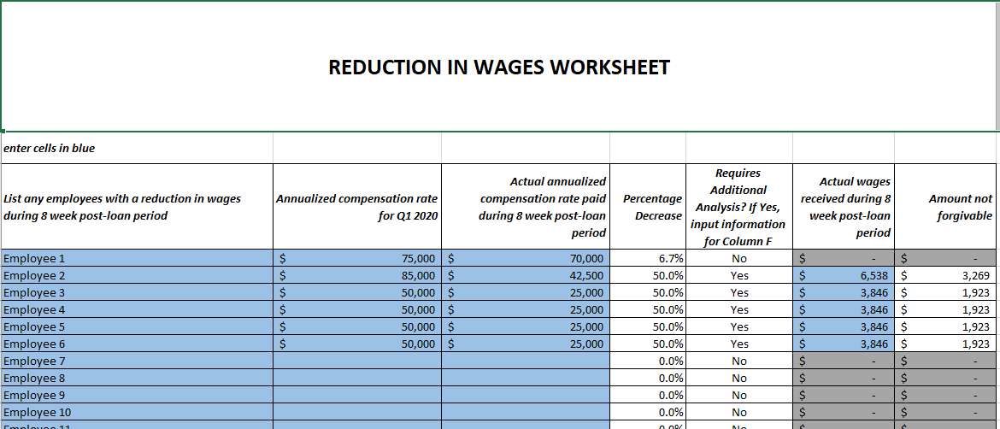 REDUCTION IN WAGES WORKSHEET
enter cells in blue
List any employees with a reduction in wages
during 8 week post-loan period
Annualized compensation rate
for Q1 2020
Actual annualized
compensation rate paid
during 8 week post-loan
period
Percentage
Decrease
Requires
Additional
Analysis? If Yes,
input information
for Column F
Actual wages
received during 8
week post-loan
period
Amount not
forgivable
Employee 1 $ 75,000 $ 70,000 6.7% No $ - $ -
Employee 2 $ 85,000 $ 42,500 50.0% Yes $ 6,538 $ 3,269
Employee 3 $ 50,000 $ 25,000 50.0% Yes $ 3,846 $ 1,923
Employee 4 $ 50,000 $ 25,000 50.0% Yes $ 3,846 $ 1,923
Employee 5 $ 50,000 $ 25,000 50.0% Yes $ 3,846 $ 1,923
Employee 6 $ 50,000 $ 25,000 50.0% Yes $ 3,846 $ 1,923
Employee 7 0.0% No $ - $ -
Employee 8 0.0% No $ - $ -
Employee 9 0.0% No $ - $ -
Employee 10 0.0% No $ - $ -
Employee 11 0.0% No $ $